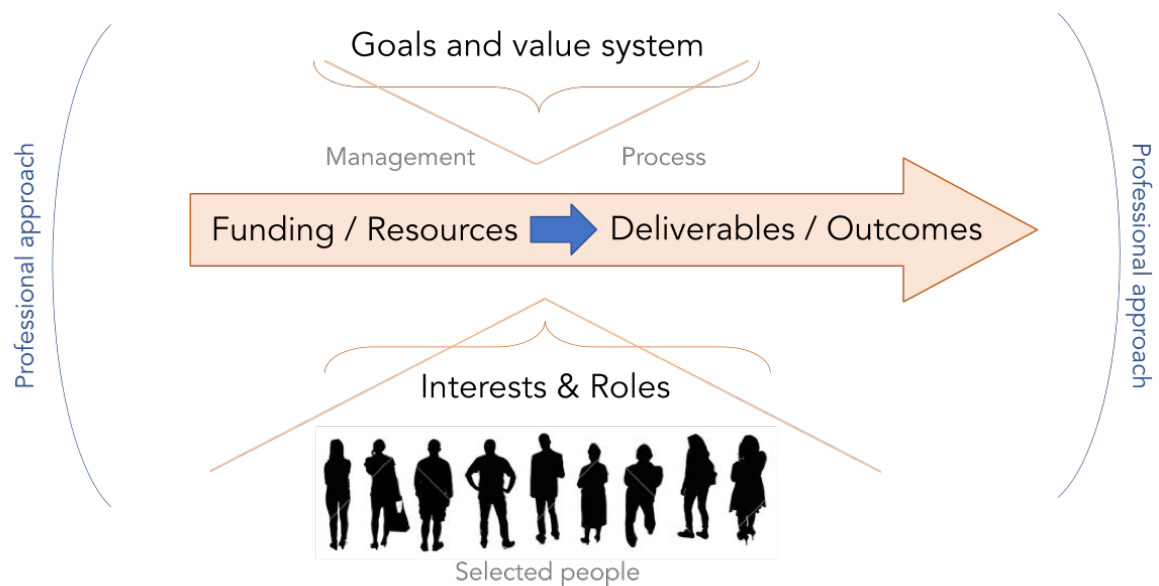 Goals and value system
Management Process
Professional approach
Funding / Resources Deliverables / Outcomes
Professional approach
Interests & Roles
Selected people